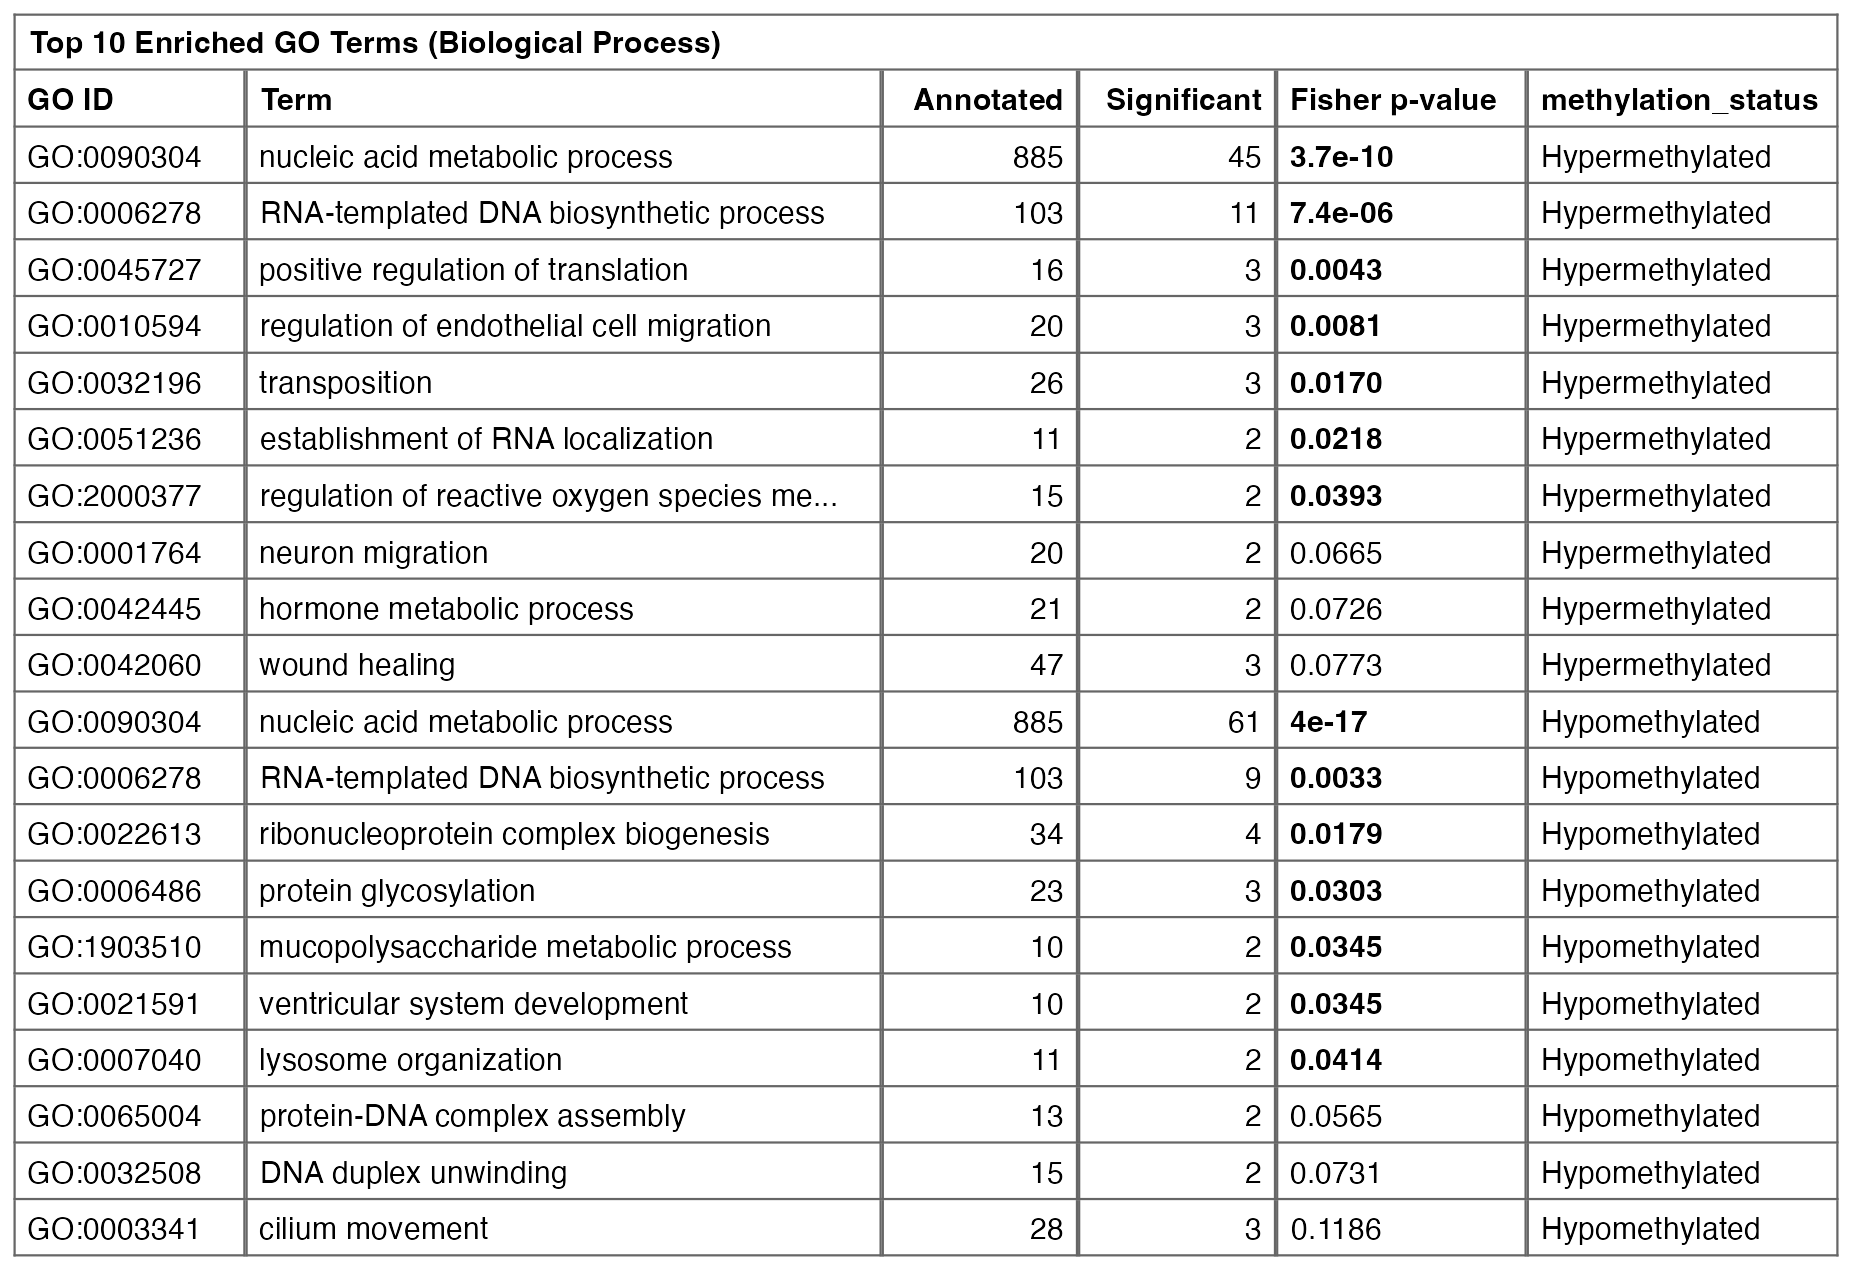 Top 10 Enriched GO Terms (Biological Process)
GO ID Term Annotated Significant Fisher p-value methylation_status
GO:0090304 nucleic acid metabolic process 885 45 3.7e-10 Hypermethylated
GO:0006278 RNA-templated DNA biosynthetic process 103 11 7.4e-06 Hypermethylated
GO:0045727 positive regulation of translation 16 3 0.0043 Hypermethylated
GO:0010594 regulation of endothelial cell migration 20 3 0.0081 Hypermethylated
GO:0032196 transposition 26 3 0.0170 Hypermethylated
GO:0051236 establishment of RNA localization 11 2 0.0218 Hypermethylated
GO:2000377 regulation of reactive oxygen species me... 15 2 0.0393 Hypermethylated
GO:0001764 neuron migration 20 2 0.0665 Hypermethylated
GO:0042445 hormone metabolic process 21 2 0.0726 Hypermethylated
GO:0042060 wound healing 47 3 0.0773 Hypermethylated
GO:0090304 nucleic acid metabolic process 885 61 4e-17 Hypomethylated
GO:0006278 RNA-templated DNA biosynthetic process 103 9 0.0033 Hypomethylated
GO:0022613 ribonucleoprotein complex biogenesis 34 4 0.0179 Hypomethylated
GO:0006486 protein glycosylation 23 3 0.0303 Hypomethylated
GO:1903510 mucopolysaccharide metabolic process 10 2 0.0345 Hypomethylated
GO:0021591 ventricular system development 10 2 0.0345 Hypomethylated
GO:0007040 lysosome organization 11 2 0.0414 Hypomethylated
GO:0065004 protein-DNA complex assembly 13 2 0.0565 Hypomethylated
GO:0032508 DNA duplex unwinding 15 2 0.0731 Hypomethylated
GO:0003341 cilium movement 28 3 0.1186 Hypomethylated